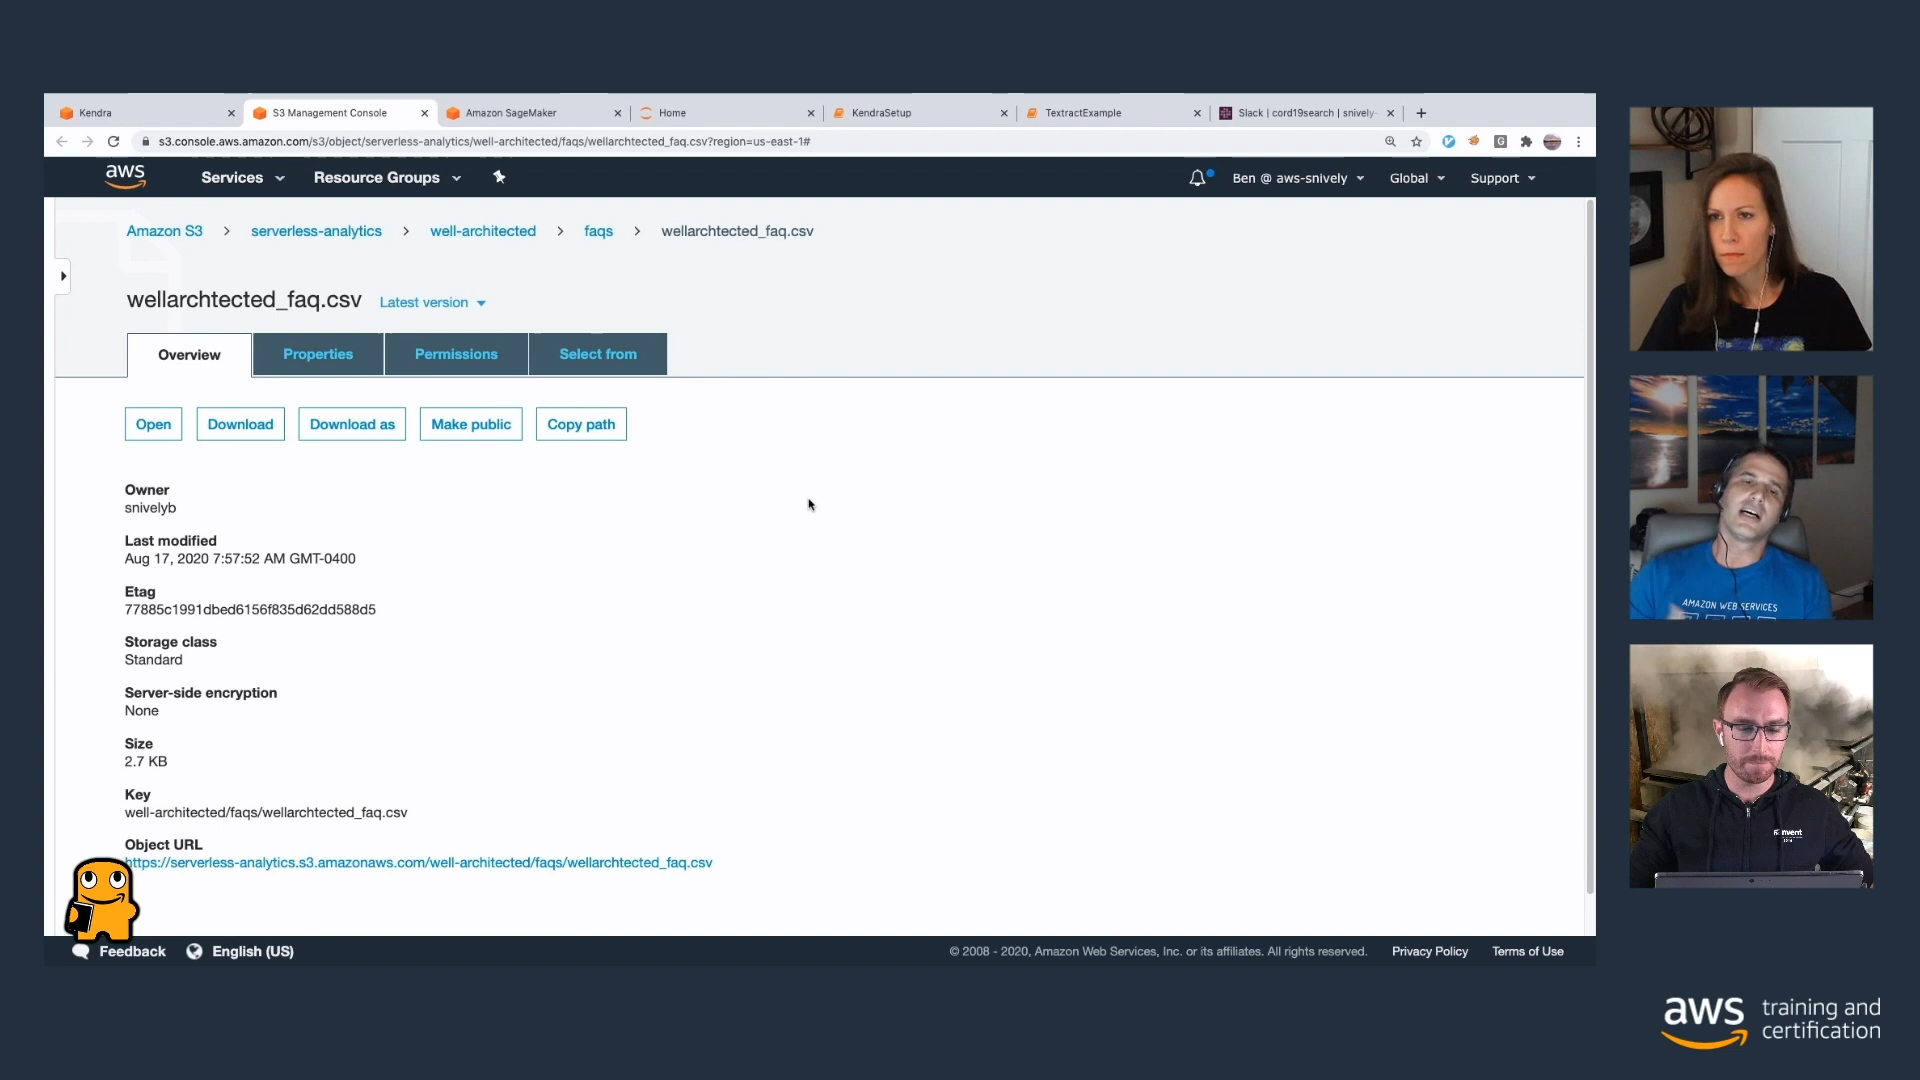 Kendra
S3 Management Console
Amazon SageMaker
Home
KendraSetup
TextractExample
Slack | cord19search | snively-
s3.console.aws.amazon.com/s3/object/serverless-analytics/well-architected/faqs/wellarchtected_faq.csv?region=us-east-1#
aws
Services
Resource Groups
Ben @ aws-snively
Global
Support
Amazon S3 > serverless-analytics > well-architected > faqs > wellarchtected_faq.csv
wellarchtected_faq.csv
Latest version
Overview
Properties
Permissions
Select from
Open
Download
Download as
Make public
Copy path
Owner
snivelyb
Last modified
Aug 17, 2020 7:57:52 AM GMT-0400
Etag
77885c1991dbed6156f835d62dd588d5
Storage class
Standard
Server-side encryption
None
Size
2.7 KB
Key
well-architected/faqs/wellarchtected_faq.csv
Object URL
https://serverless-analytics.s3.amazonaws.com/well-architected/faqs/wellarchtected_faq.csv
Feedback
English (US)
© 2008 - 2020, Amazon Web Services, Inc. or its affiliates. All rights reserved.
Privacy Policy
Terms of Use
AMAZON WEB SERVICES
aws
training and
certification